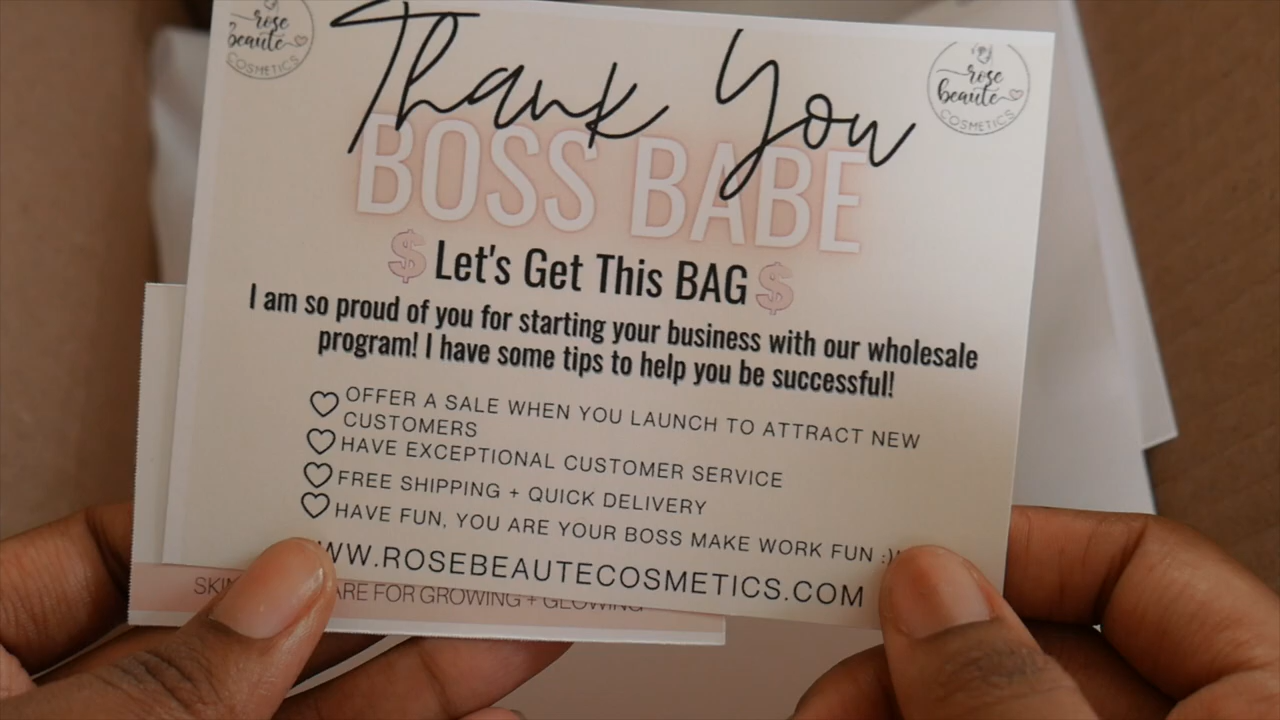 rose
beauté
COSMETICS
Thank You
rose
beauté
COSMETICS
BOSS BABE
$ Let's Get This BAG $
I am so proud of you for starting your business with our wholesale
program! I have some tips to help you be successful!
OFFER A SALE WHEN YOU LAUNCH TO ATTRACT NEW
CUSTOMERS
HAVE EXCEPTIONAL CUSTOMER SERVICE
FREE SHIPPING + QUICK DELIVERY
HAVE FUN, YOU ARE YOUR BOSS MAKE WORK FUN :)
WW.ROSEBEAUTECOSMETICS.COM
FOR GROWING + GLOWING